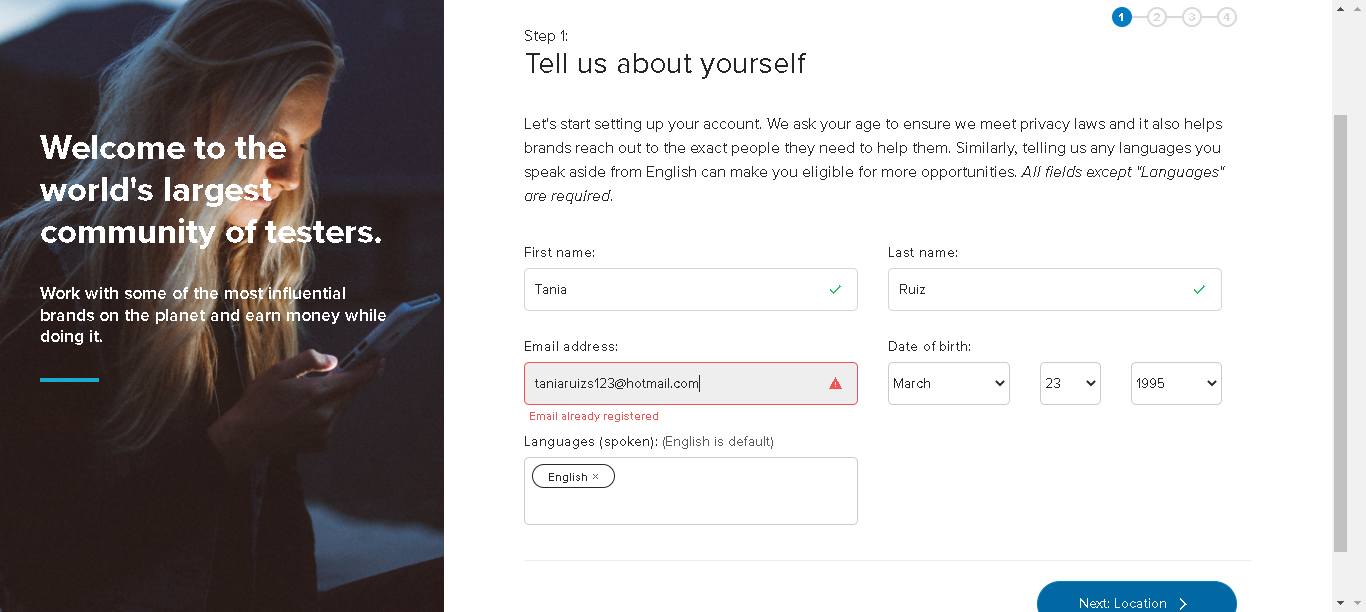 Welcome to the
world's largest
community of testers.
Work with some of the most influential
brands on the planet and earn money while
doing it.
1 2 3 4
Step 1:
Tell us about yourself
Let's start setting up your account. We ask your age to ensure we meet privacy laws and it also helps
brands reach out to the exact people they need to help them. Similarly, telling us any languages you
speak aside from English can make you eligible for more opportunities. All fields except "Languages"
are required.
First name: Last name:
Tania Ruiz
Email address: Date of birth:
taniaruizs123@hotmail.com March 23 1995
Email already registered
Languages (spoken): (English is default)
English ×
Next: Location